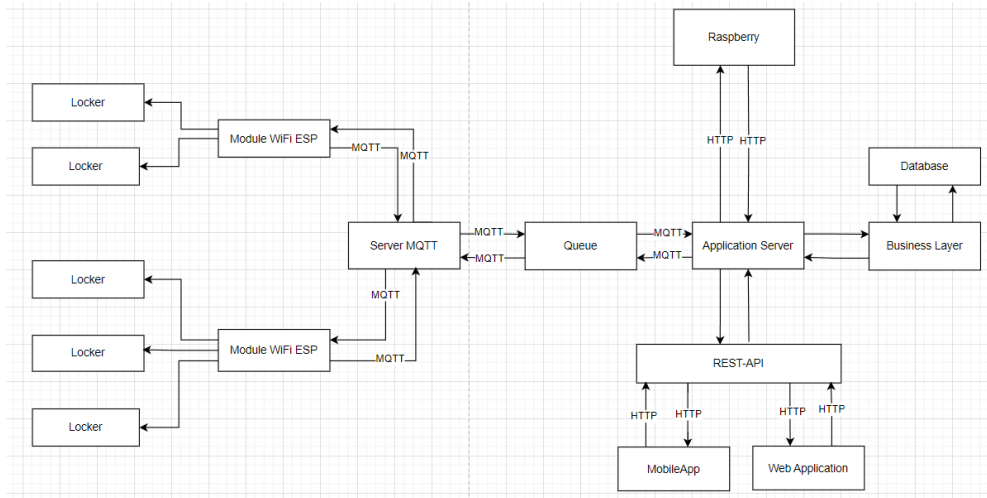 Raspberry
Locker
Module WiFi ESP
HTTP
HTTP
MQTT
MQTT
Locker
Database
Server MQTT
MQTT
MQTT
Queue
MQTT
MQTT
Application Server
Business Layer
Locker
MQTT
Locker
Module WiFi ESP
MQTT
REST-API
Locker
HTTP
HTTP
HTTP
HTTP
MobileApp
Web Application